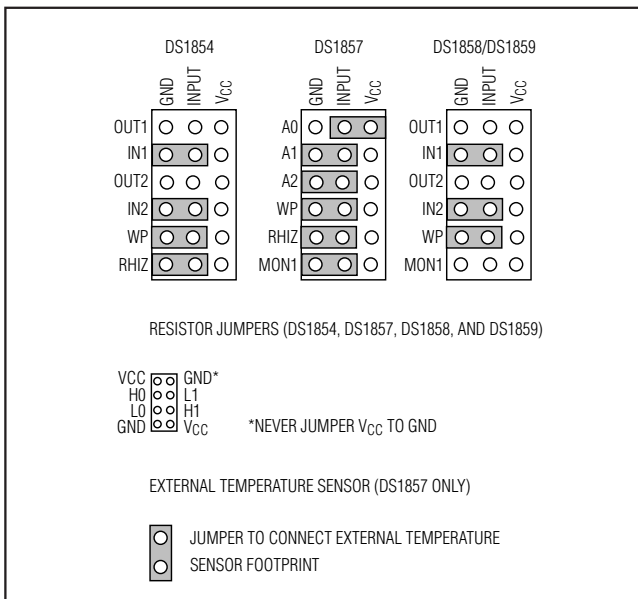 DS1854 DS1857 DS1858/DS1859
GND INPUT VCC GND INPUT VCC GND INPUT VCC
OUT1 A0 OUT1
IN1 A1 IN1
OUT2 A2 OUT2
IN2 WP IN2
WP RHIZ WP
RHIZ MON1 MON1
RESISTOR JUMPERS (DS1854, DS1857, DS1858, AND DS1859)
VCC GND*
H0 L1
L0 H1
GND VCC *NEVER JUMPER VCC TO GND
EXTERNAL TEMPERATURE SENSOR (DS1857 ONLY)
JUMPER TO CONNECT EXTERNAL TEMPERATURE
SENSOR FOOTPRINT